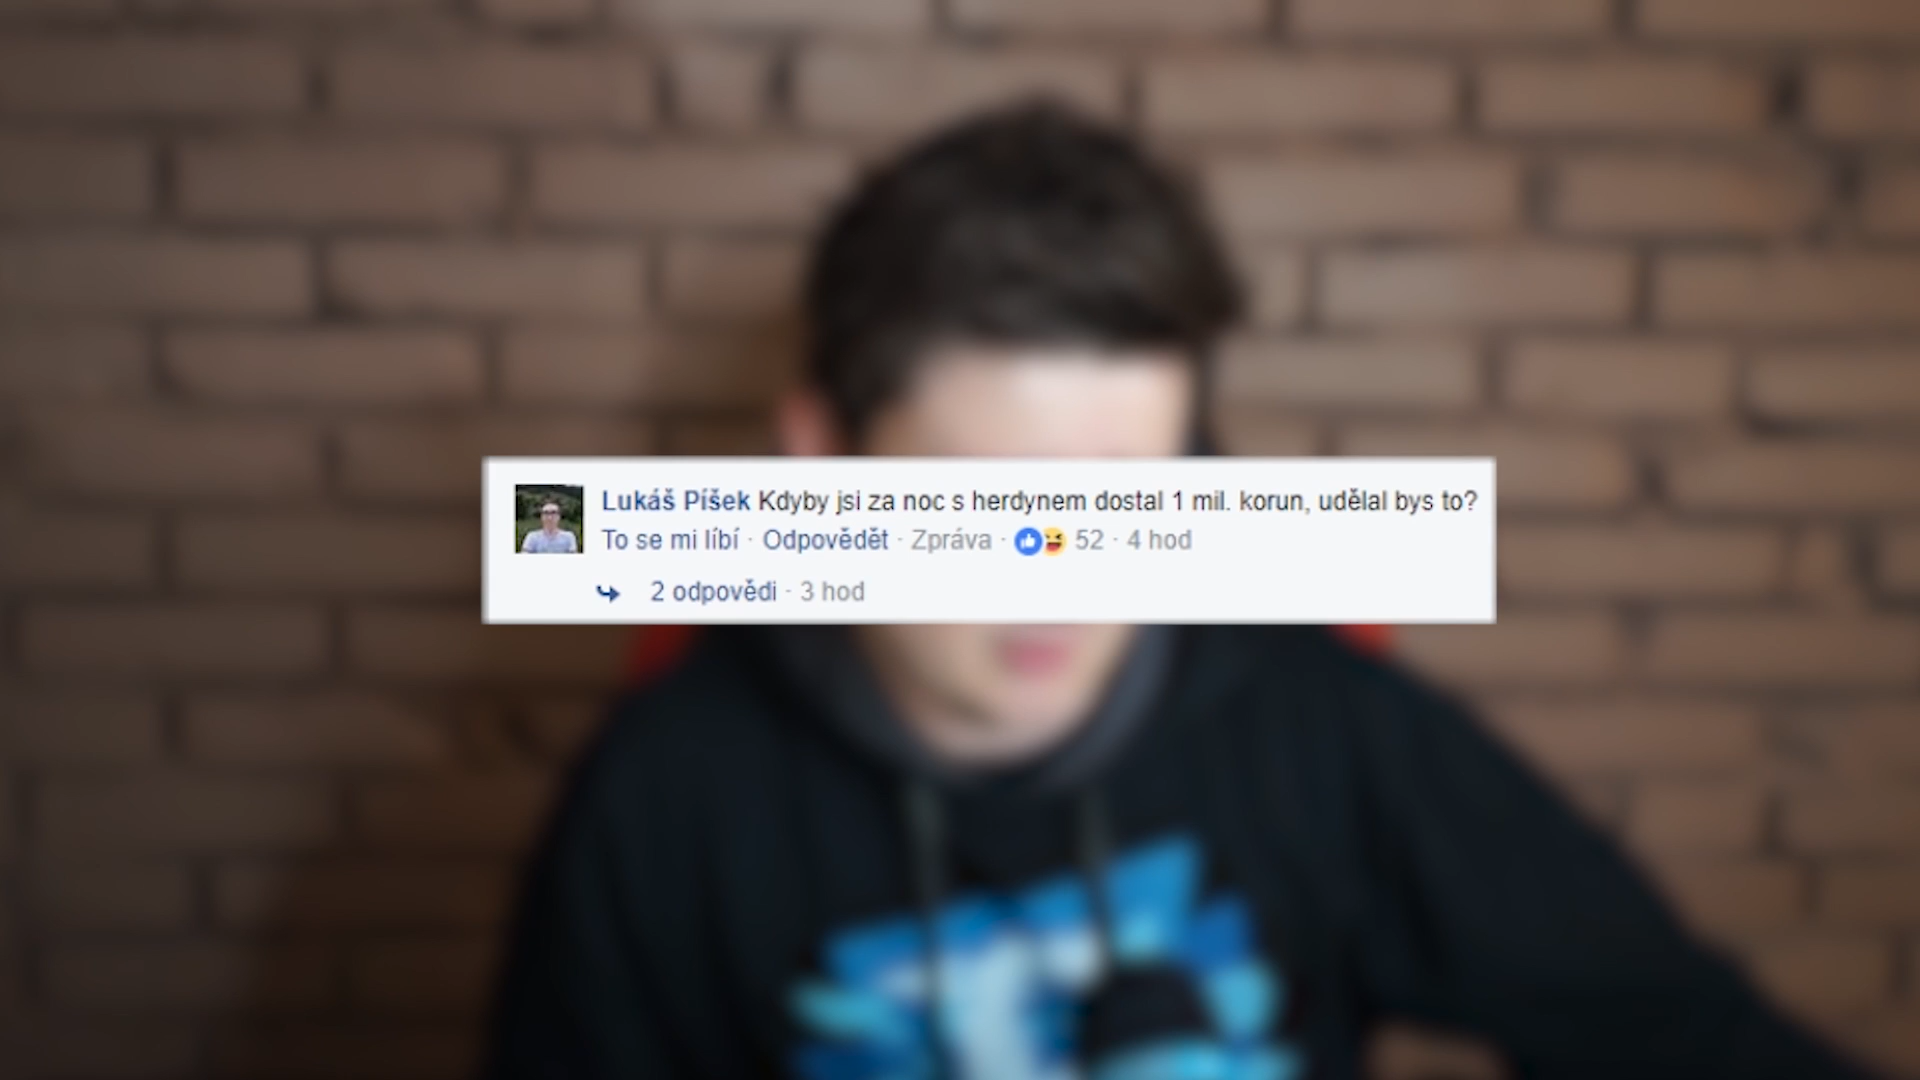 Lukáš Píšek Kdyby jsi za noc s herdynem dostal 1 mil. korun, udělal bys to?
To se mi líbí · Odpovědět · Zpráva · 52 · 4 hod
2 odpovědi · 3 hod